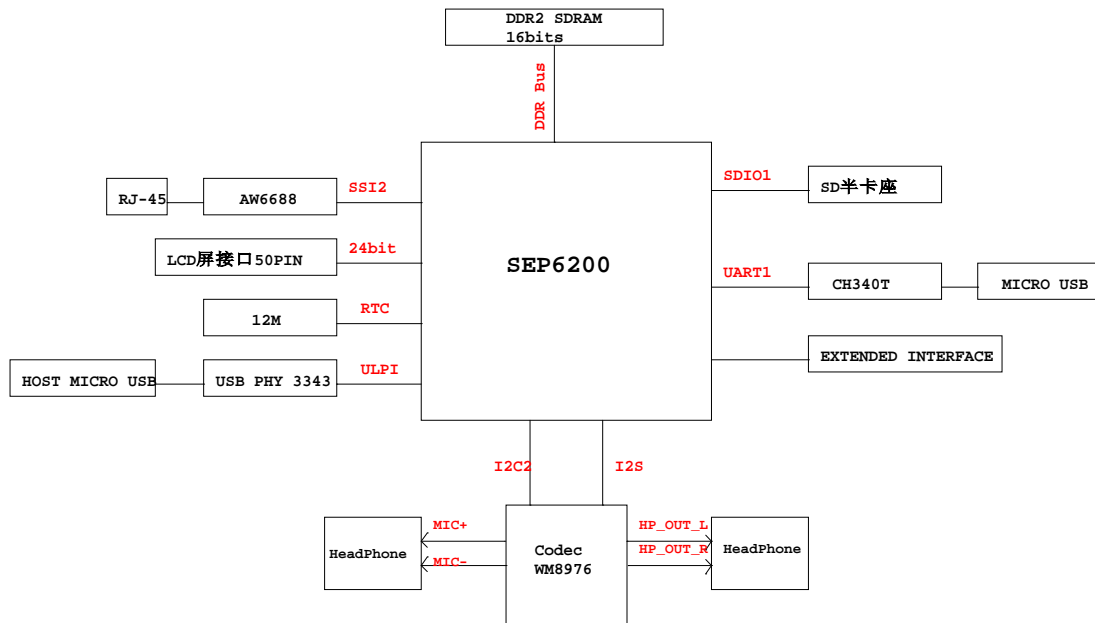 DDR2 SDRAM
16bits
DDR Bus
RJ-45
AW6688
SSI2
SDIO1
SD半卡座
LCD屏接口50PIN
24bit
SEP6200
UART1
CH340T
MICRO USB
12M
RTC
EXTENDED INTERFACE
HOST MICRO USB
USB PHY 3343
ULPI
I2C2
I2S
HeadPhone
MIC+
MIC-
Codec
WM8976
HP_OUT_L
HP_OUT_R
HeadPhone